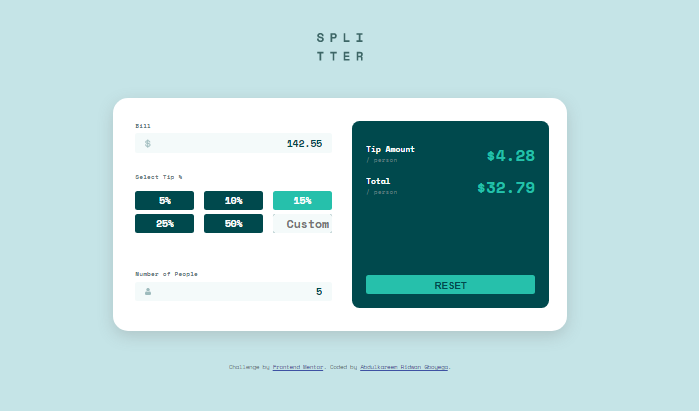 SPLI
TTER
Bill
$ 142.55
Select Tip %
5% 10% 15%
25% 50% Custom
Number of People
5
Tip Amount
/ person
$4.28
Total
/ person
$32.79
RESET
Challenge by Frontend Mentor. Coded by Abdulkareem Ridwan Gboyega.